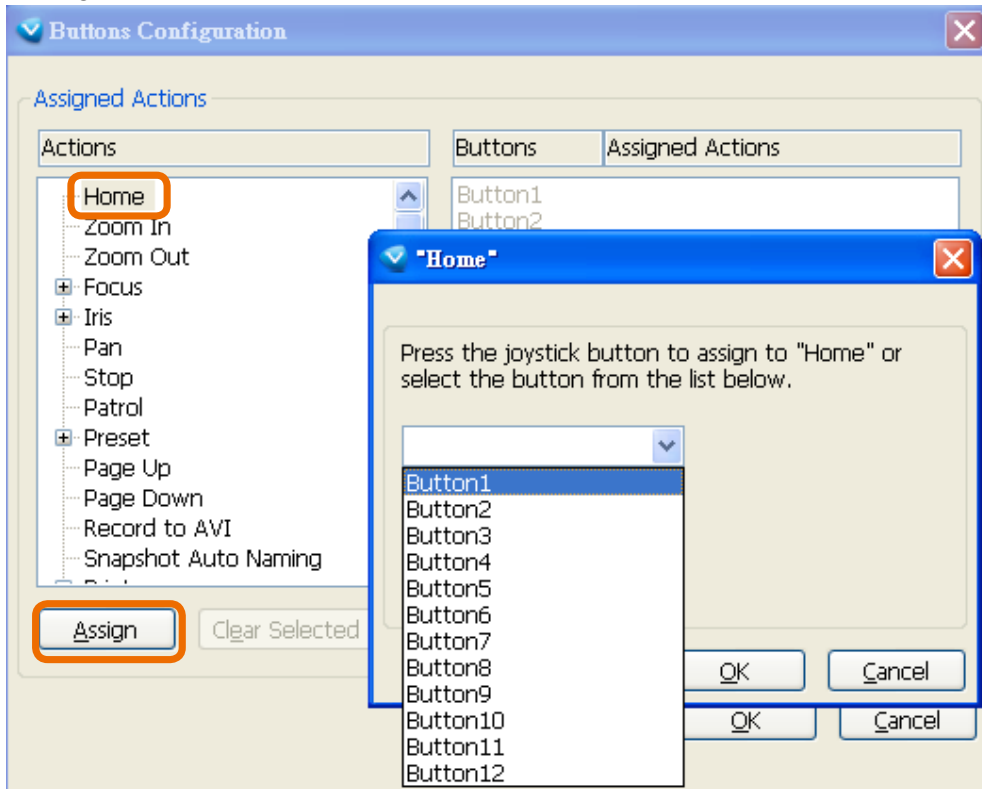 Buttons Configuration
Assigned Actions
Actions
Buttons
Assigned Actions
Home
Zoom In
Zoom Out
Focus
Iris
Pan
Stop
Patrol
Preset
Page Up
Page Down
Record to AVI
Snapshot Auto Naming
Button1
Button2
Assign
Clear Selected
"Home"
Press the joystick button to assign to "Home" or
select the button from the list below.
Button1
Button2
Button3
Button4
Button5
Button6
Button7
Button8
Button9
Button10
Button11
Button12
OK
Cancel
OK
Cancel